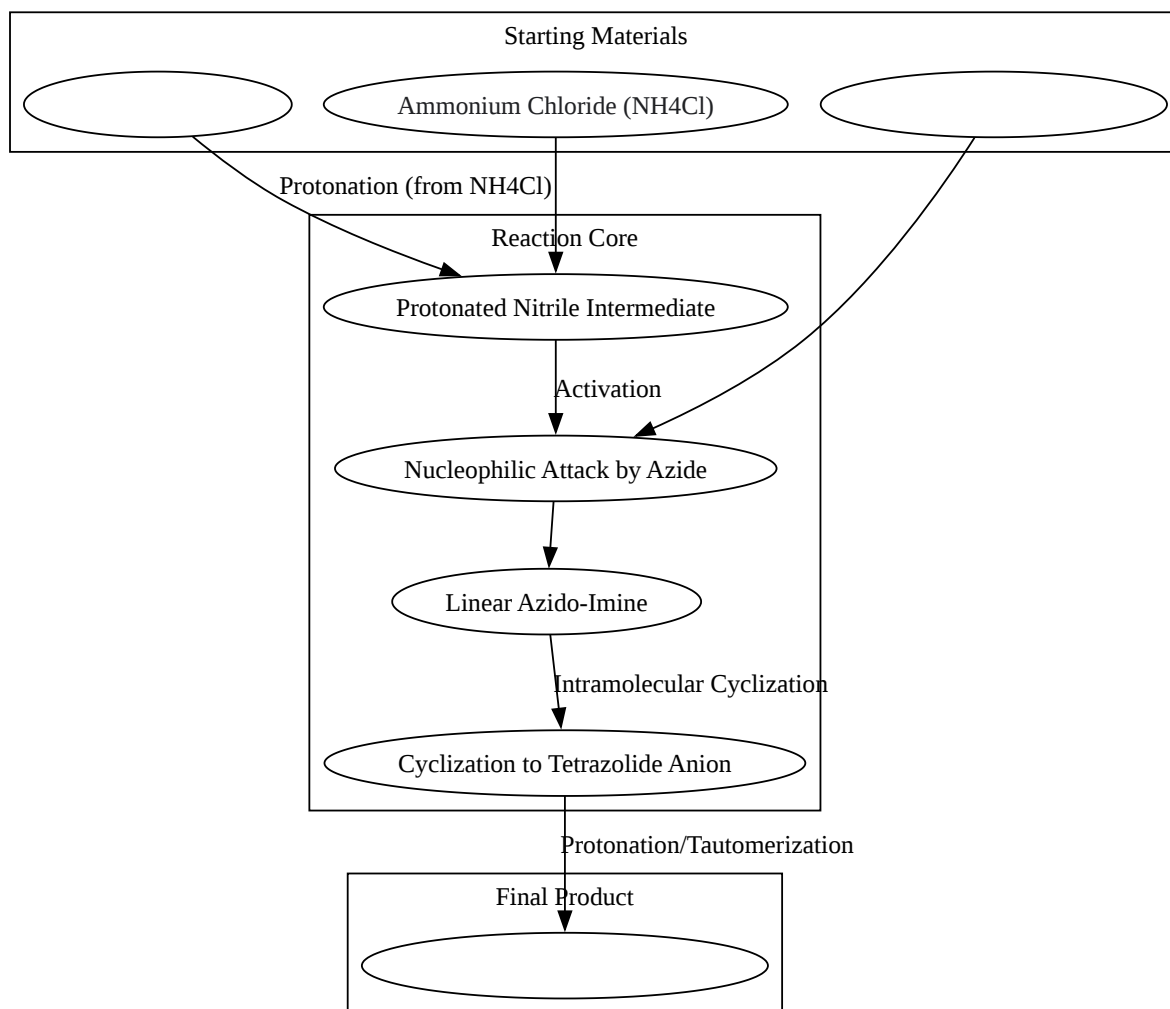 Starting Materials
Ammonium Chloride (NH4Cl)
Protonation (from NH4Cl)
Reaction Core
Protonated Nitrile Intermediate
Activation
Nucleophilic Attack by Azide
Linear Azido-Imine
Intramolecular Cyclization
Cyclization to Tetrazolide Anion
Protonation/Tautomerization
Final Product